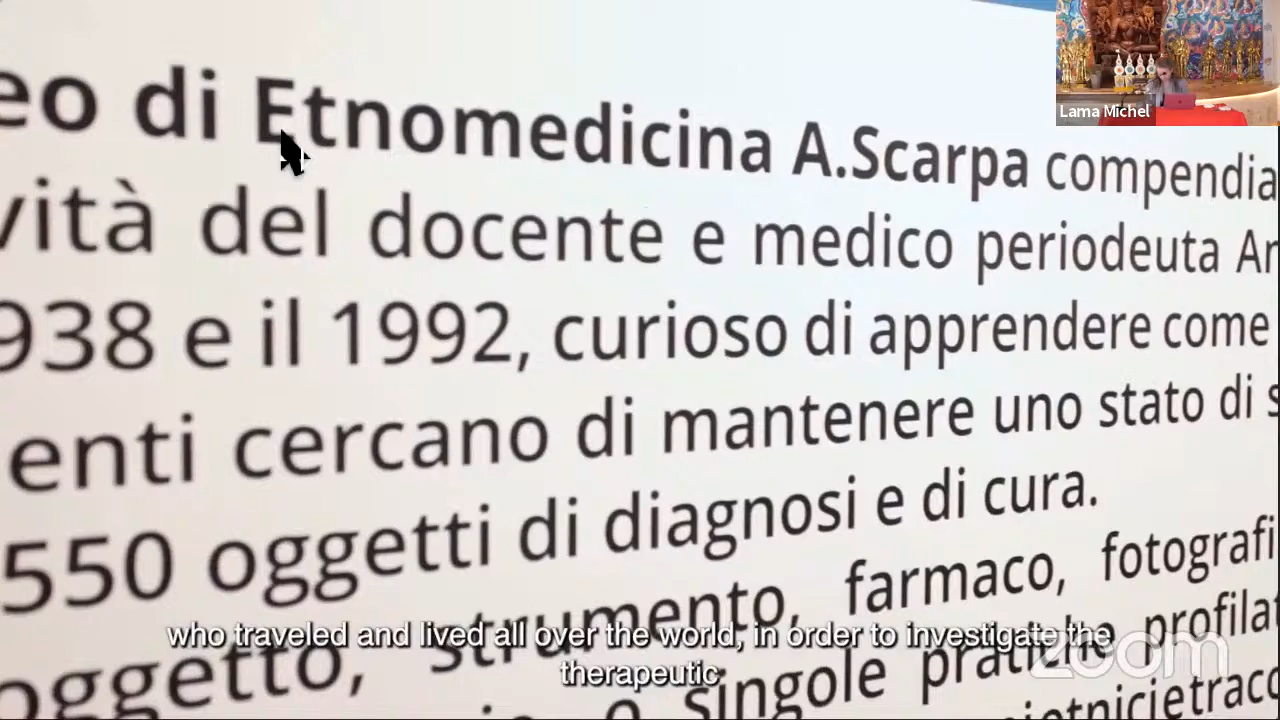 Lama Michel
eo di Etnomedicina A.Scarpa compendia
vità del docente e medico periodeuta
938 e il 1992, curioso di apprendere come
enti cercano di mantenere uno stato di
550 oggetti di diagnosi e di cura.
oggetto, strumento, farmaco, fotografi
o singole pratiche profila
who traveled and lived all over the world, in order to investigate the
therapeutic
zoom